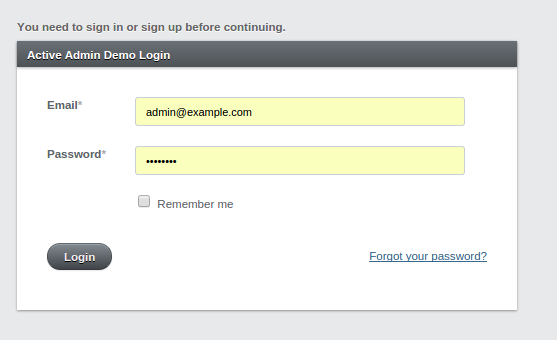 You need to sign in or sign up before continuing.
Active Admin Demo Login
Email*
admin@example.com
Password*
••••••••
Remember me
Login
Forgot your password?